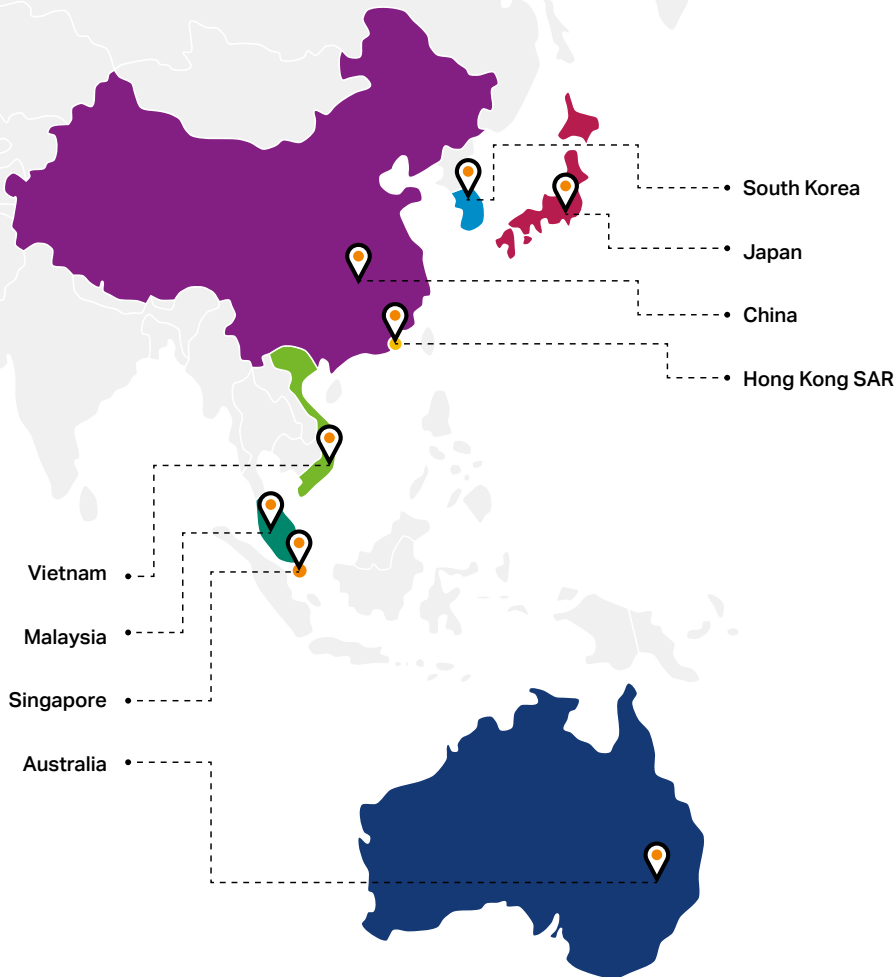 South Korea
Japan
China
Hong Kong SAR
Vietnam
Malaysia
Singapore
Australia